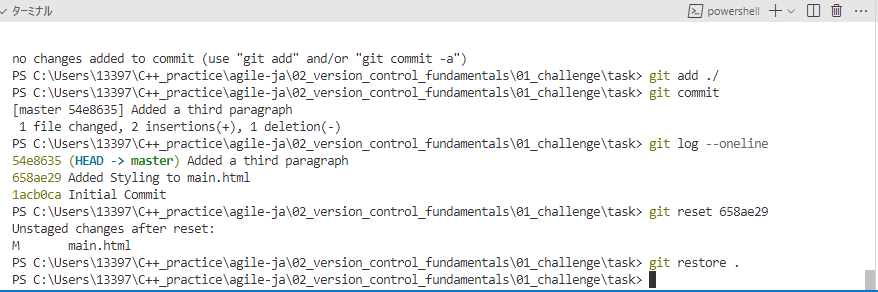 ターミナル
powershell
no changes added to commit (use "git add" and/or "git commit -a")
PS C:\Users\13397\C++_practice\agile-ja\02_version_control_fundamentals\01_challenge\task> git add ./
PS C:\Users\13397\C++_practice\agile-ja\02_version_control_fundamentals\01_challenge\task> git commit
[master 54e8635] Added a third paragraph
 1 file changed, 2 insertions(+), 1 deletion(-)
PS C:\Users\13397\C++_practice\agile-ja\02_version_control_fundamentals\01_challenge\task> git log --oneline
54e8635 (HEAD -> master) Added a third paragraph
658ae29 Added Styling to main.html
1acb0ca Initial Commit
PS C:\Users\13397\C++_practice\agile-ja\02_version_control_fundamentals\01_challenge\task> git reset 658ae29
Unstaged changes after reset:
M       main.html
PS C:\Users\13397\C++_practice\agile-ja\02_version_control_fundamentals\01_challenge\task> git restore .
PS C:\Users\13397\C++_practice\agile-ja\02_version_control_fundamentals\01_challenge\task>